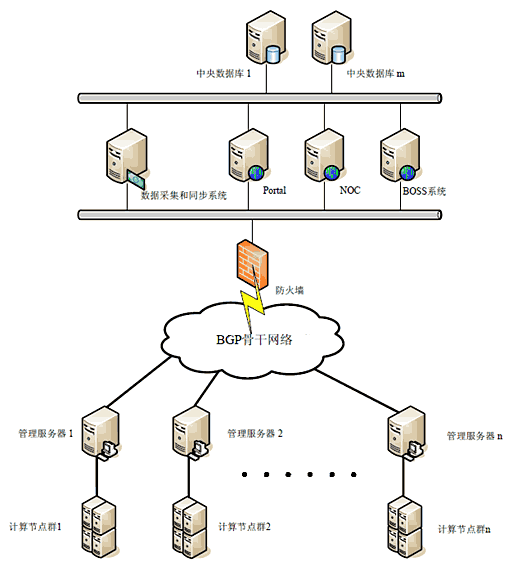 中央数据库 1
中央数据库 m
数据采集和同步系统
Portal
NOC
BOSS系统
防火墙
BGP骨干网络
管理服务器 1
管理服务器 2
管理服务器 n
计算节点群1
计算节点群2
计算节点群n